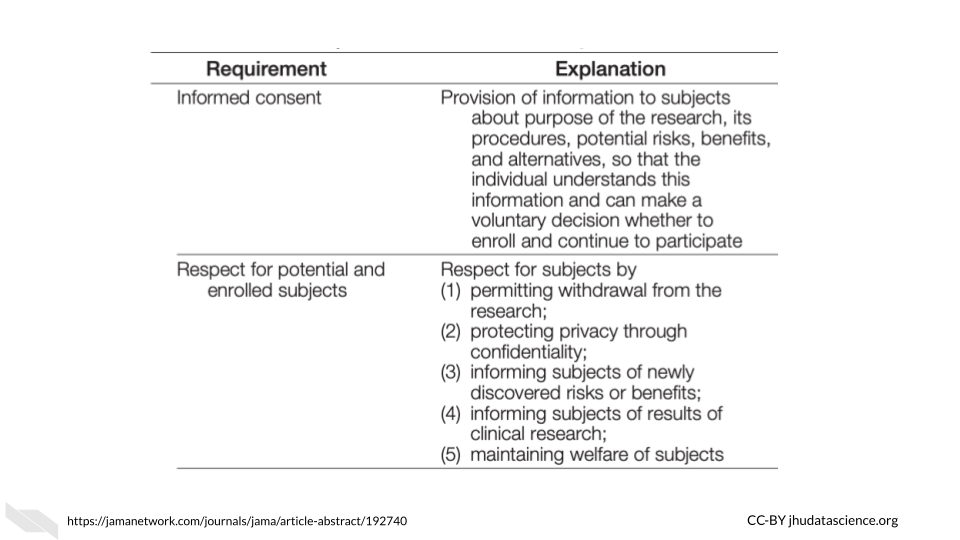 Requirement Explanation
Informed consent
Provision of information to subjects
about purpose of the research, its
procedures, potential risks, benefits,
and alternatives, so that the
individual understands this
information and can make a
voluntary decision whether to
enroll and continue to participate
Respect for potential and
enrolled subjects
Respect for subjects by
(1) permitting withdrawal from the
research;
(2) protecting privacy through
confidentiality;
(3) informing subjects of newly
discovered risks or benefits;
(4) informing subjects of results of
clinical research;
(5) maintaining welfare of subjects
https://jamanetwork.com/journals/jama/article-abstract/192740
CC-BY jhudatascience.org